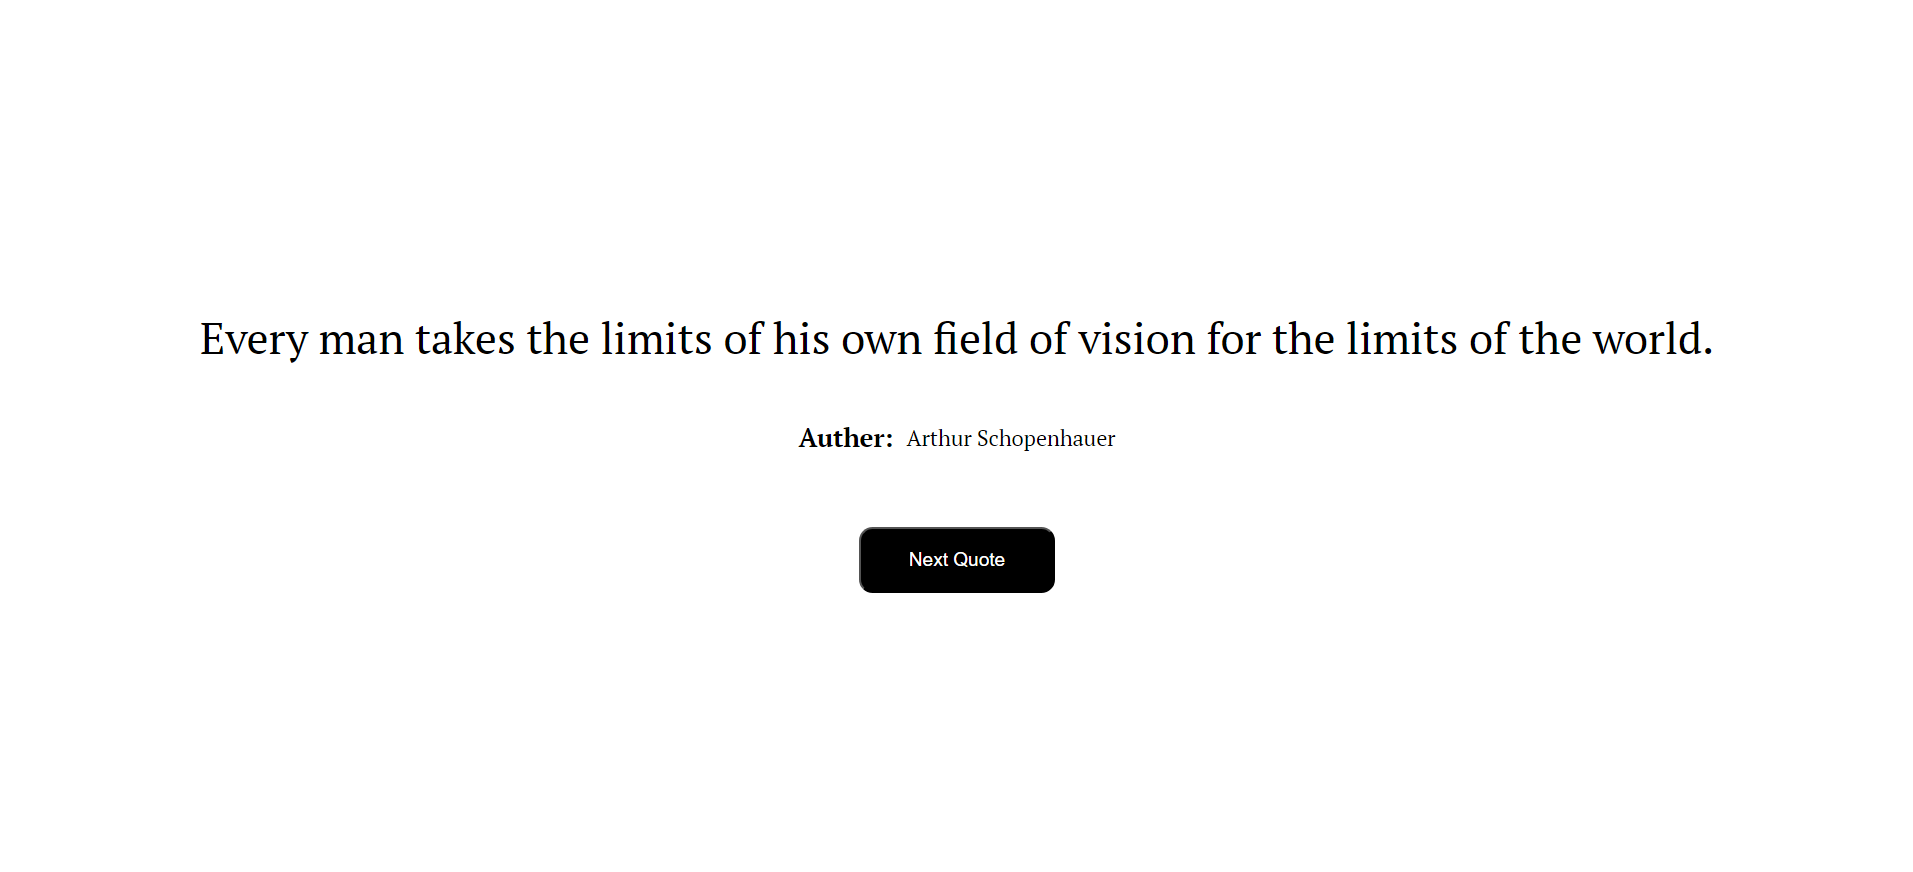 Every man takes the limits of his own field of vision for the limits of the world.
Auther: Arthur Schopenhauer
Next Quote